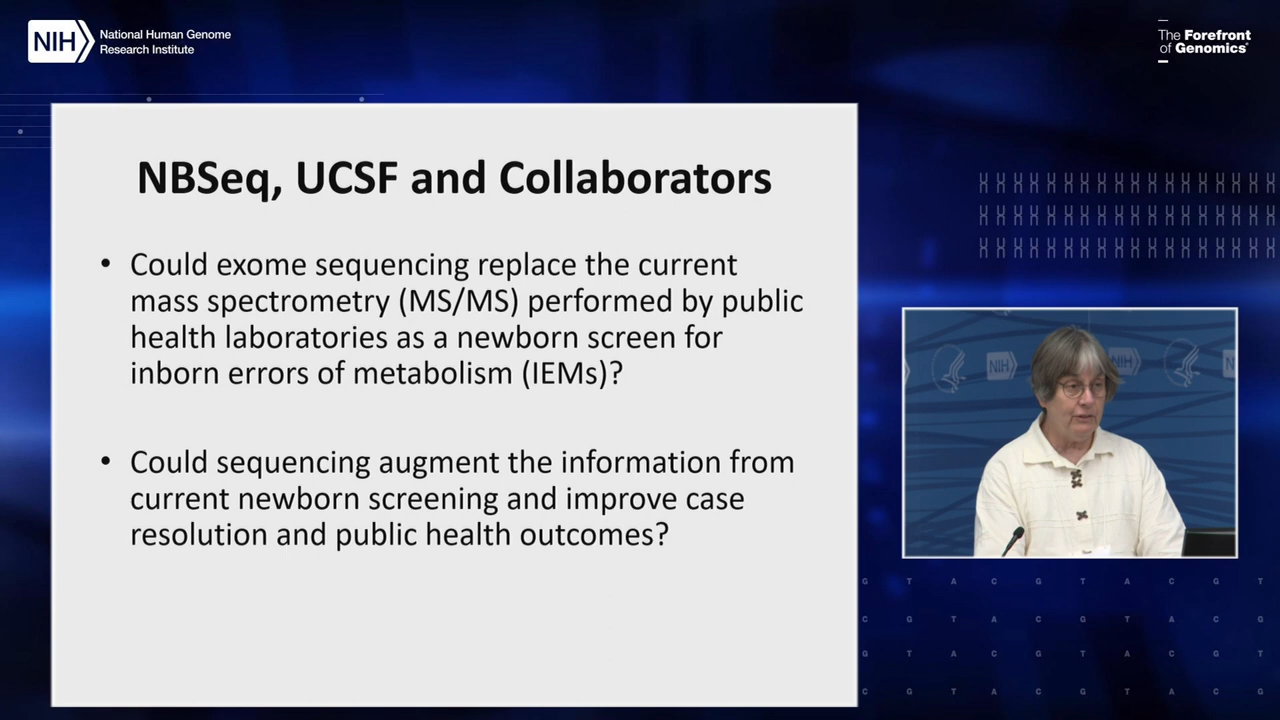 NIH
National Human Genome
Research Institute
The Forefront
of Genomics®
NBSeq, UCSF and Collaborators
• Could exome sequencing replace the current
mass spectrometry (MS/MS) performed by public
health laboratories as a newborn screen for
inborn errors of metabolism (IEMs)?
• Could sequencing augment the information from
current newborn screening and improve case
resolution and public health outcomes?
NIH
NIH
G T A C G T A C G T
C G T A C G T A C G
G T A C G T A C G T
C G T A C G T A C G